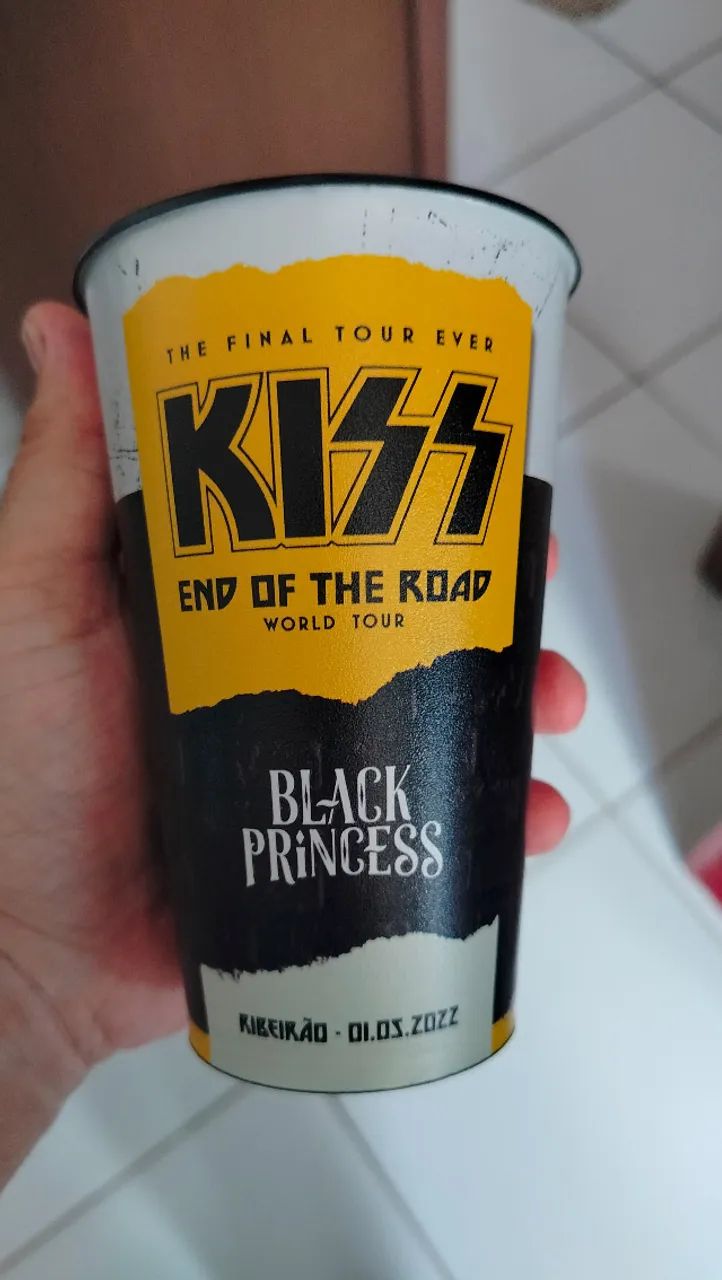 THE FINAL TOUR EVER
KISS
END OF THE ROAD
WORLD TOUR
BLACK
PRiNCESS
RIBEIRÃO - 01.05.2022